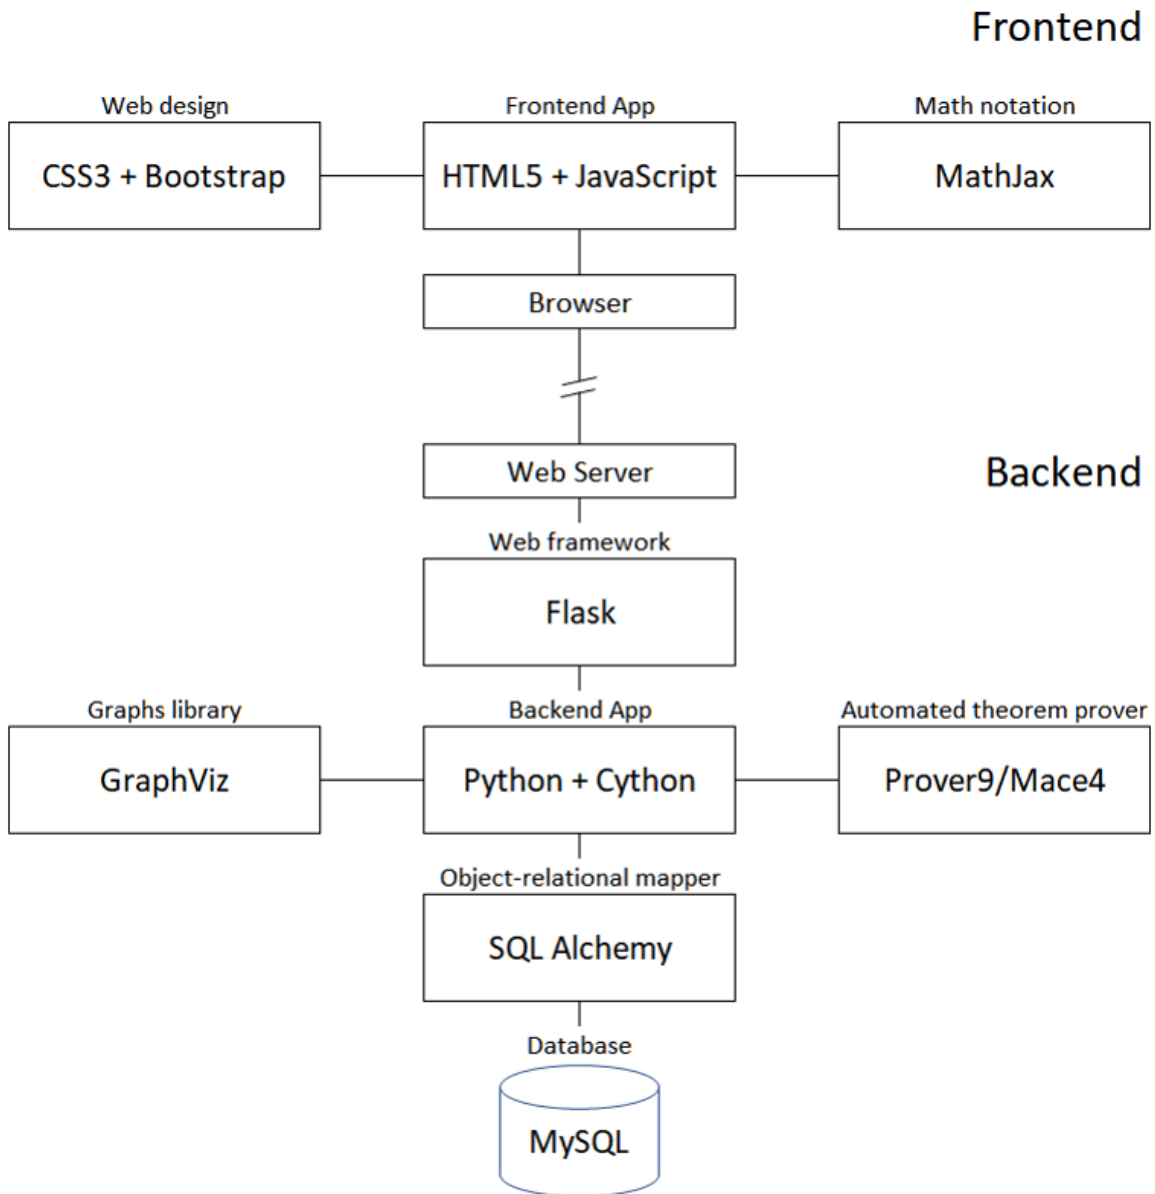 Frontend
Web design
Frontend App
Math notation
CSS3 + Bootstrap
HTML5 + JavaScript
MathJax
Browser
Web Server
Backend
Web framework
Flask
Graphs library
Backend App
Automated theorem prover
GraphViz
Python + Cython
Prover9/Mace4
Object-relational mapper
SQL Alchemy
Database
MySQL